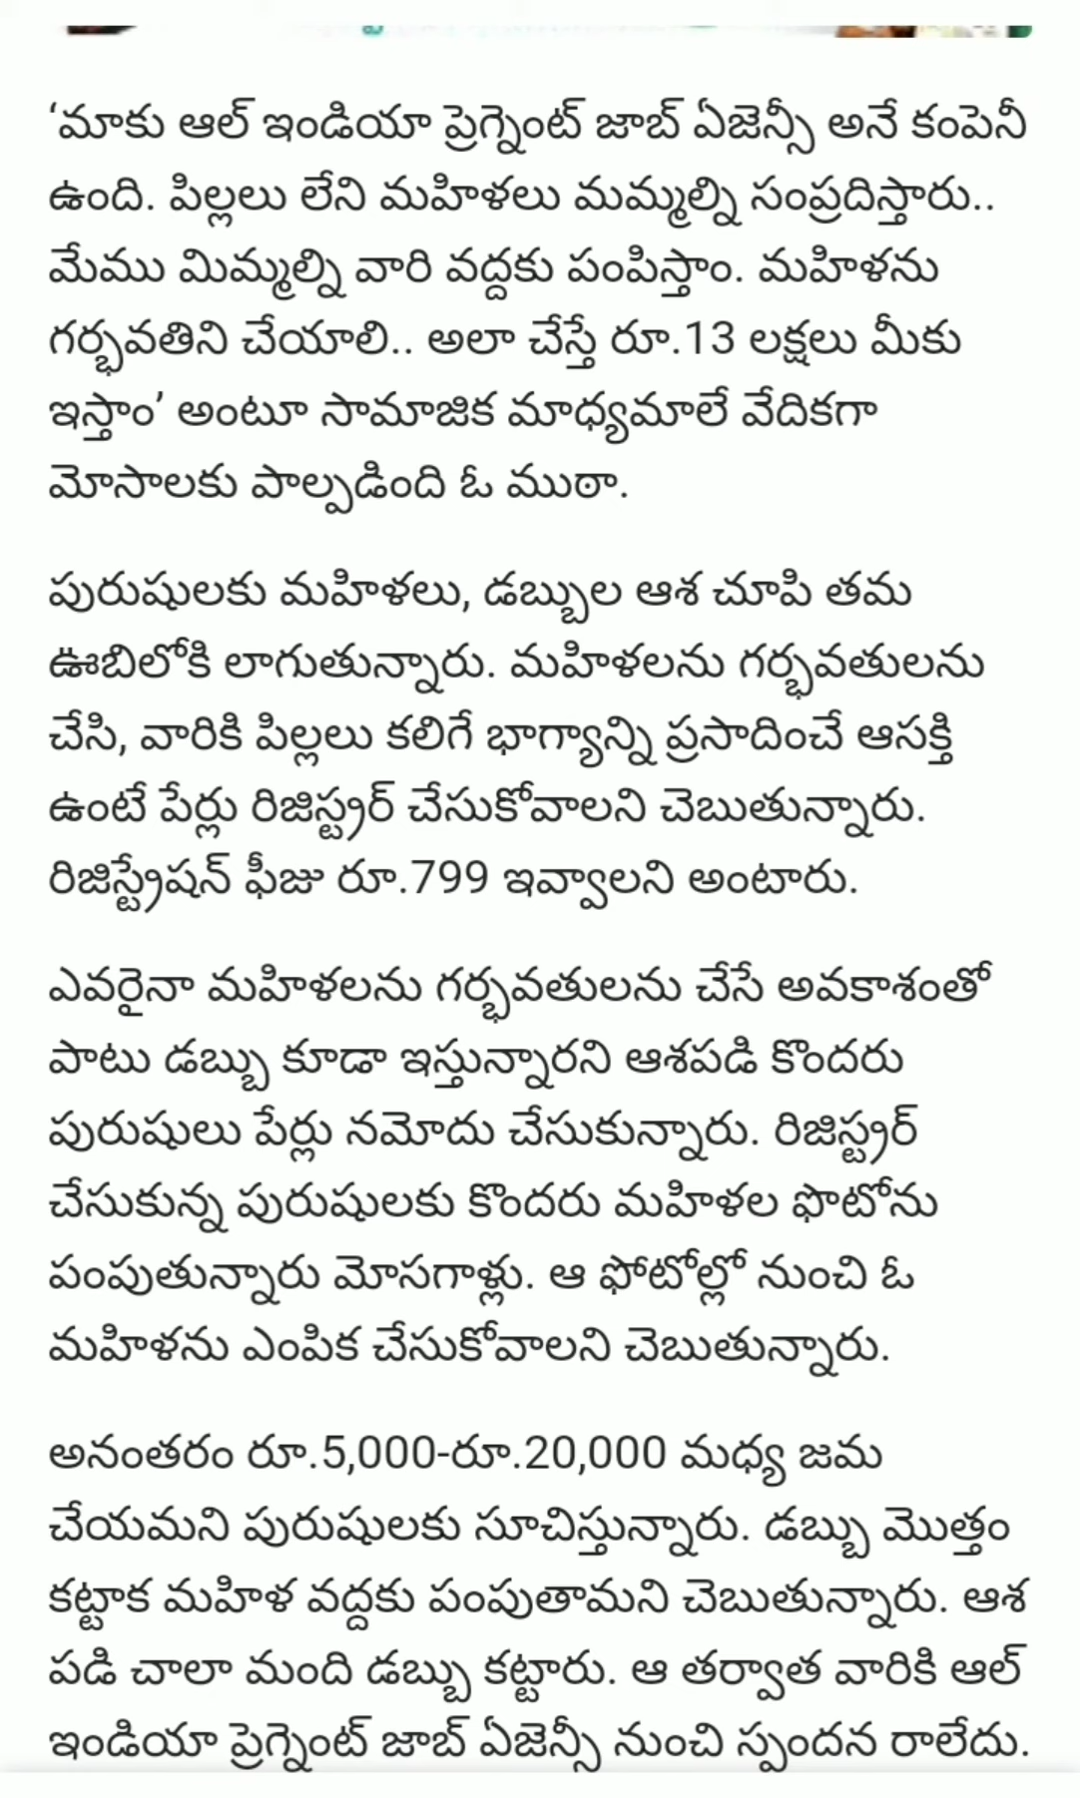 ‘మాకు ఆల్ ఇండియా ప్రెగ్నెంట్ జాబ్ ఏజెన్సీ అనే కంపెనీ
ఉంది. పిల్లలు లేని మహిళలు మమ్మల్ని సంప్రదిస్తారు..
మేము మిమ్మల్ని వారి వద్దకు పంపిస్తాం. మహిళను
గర్భవతిని చేయాలి.. అలా చేస్తే రూ.13 లక్షలు మీకు
ఇస్తాం’ అంటూ సామాజిక మాధ్యమాలే వేదికగా
మోసాలకు పాల్పడింది ఓ ముఠా.
పురుషులకు మహిళలు, డబ్బుల ఆశ చూపి తమ
ఊబిలోకి లాగుతున్నారు. మహిళలను గర్భవతులను
చేసి, వారికి పిల్లలు కలిగే భాగ్యాన్ని ప్రసాదించే ఆసక్తి
ఉంటే పేర్లు రిజిస్ట్రర్ చేసుకోవాలని చెబుతున్నారు.
రిజిస్ట్రేషన్ ఫీజు రూ.799 ఇవ్వాలని అంటారు.
ఎవరైనా మహిళలను గర్భవతులను చేసే అవకాశంతో
పాటు డబ్బు కూడా ఇస్తున్నారని ఆశపడి కొందరు
పురుషులు పేర్లు నమోదు చేసుకున్నారు. రిజిస్ట్రర్
చేసుకున్న పురుషులకు కొందరు మహిళల ఫొటోను
పంపుతున్నారు మోసగాళ్లు. ఆ ఫోటోల్లో నుంచి ఓ
మహిళను ఎంపిక చేసుకోవాలని చెబుతున్నారు.
అనంతరం రూ.5,000-రూ.20,000 మధ్య జమ
చేయమని పురుషులకు సూచిస్తున్నారు. డబ్బు మొత్తం
కట్టాక మహిళ వద్దకు పంపుతామని చెబుతున్నారు. ఆశ
పడి చాలా మంది డబ్బు కట్టారు. ఆ తర్వాత వారికి ఆల్
ఇండియా ప్రెగ్నెంట్ జాబ్ ఏజెన్సీ నుంచి స్పందన రాలేదు.